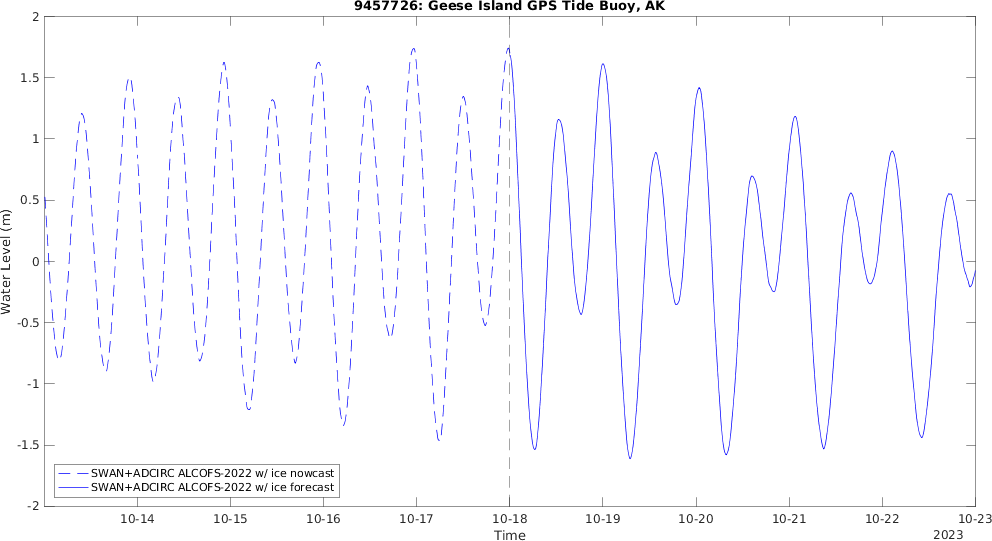 9457726: Geese Island GPS Tide Buoy, AK
Water Level (m)
2
1.5
1
0.5
0
-0.5
-1
-1.5
-2
SWAN+ADCIRC ALCOFS-2022 w/ ice nowcast
SWAN+ADCIRC ALCOFS-2022 w/ ice forecast
10-14 10-15 10-16 10-17 10-18 10-19 10-20 10-21 10-22 10-23
Time
2023